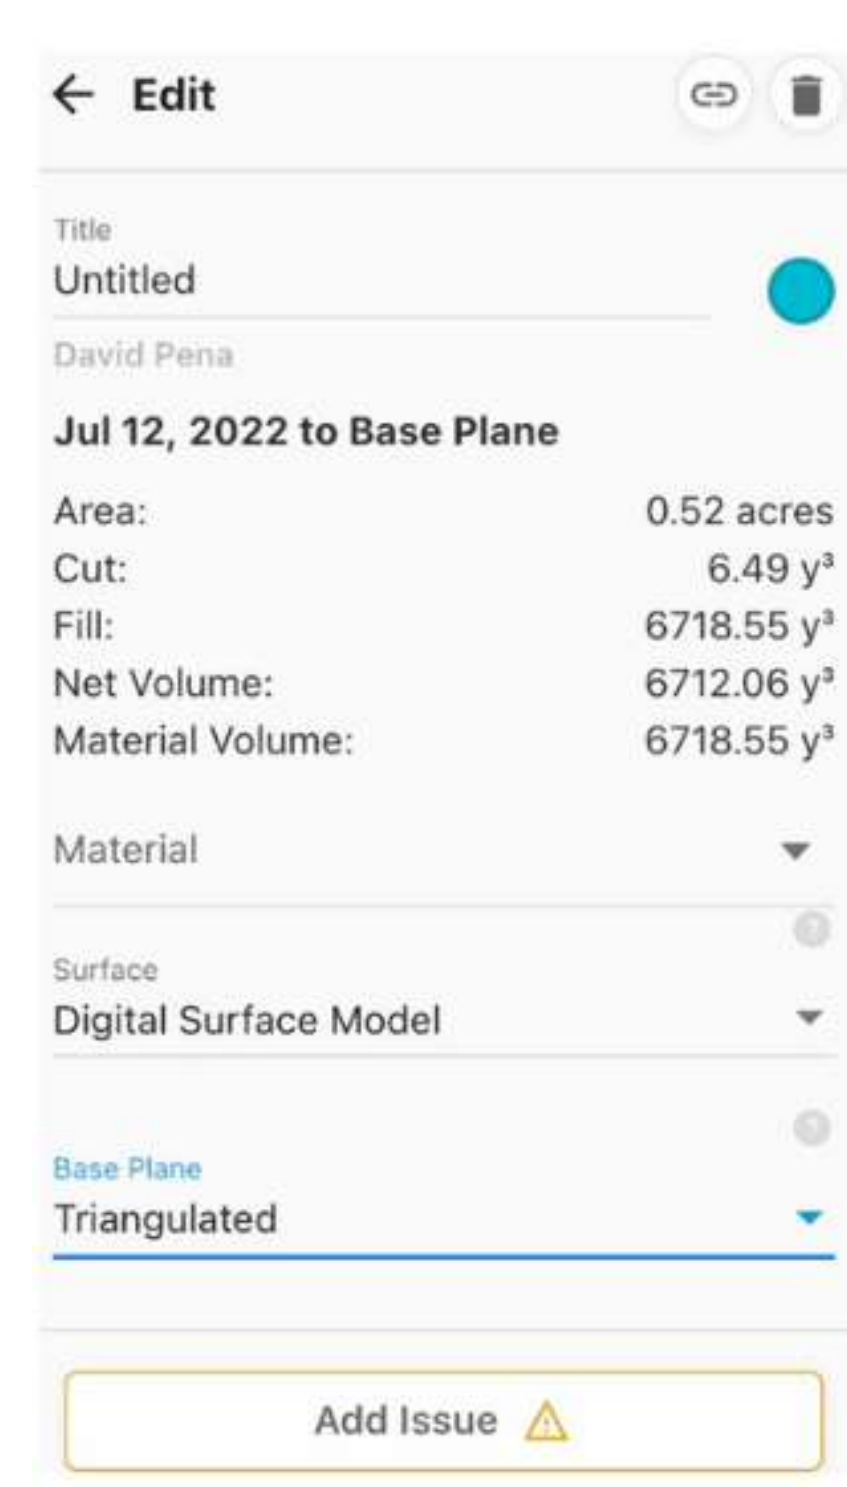 Edit
Title
Untitled
David Pena
Jul 12, 2022 to Base Plane
Area: 0.52 acres
Cut: 6.49 y³
Fill: 6718.55 y³
Net Volume: 6712.06 y³
Material Volume: 6718.55 y³
Material
?
Surface
Digital Surface Model
?
Base Plane
Triangulated
Add Issue